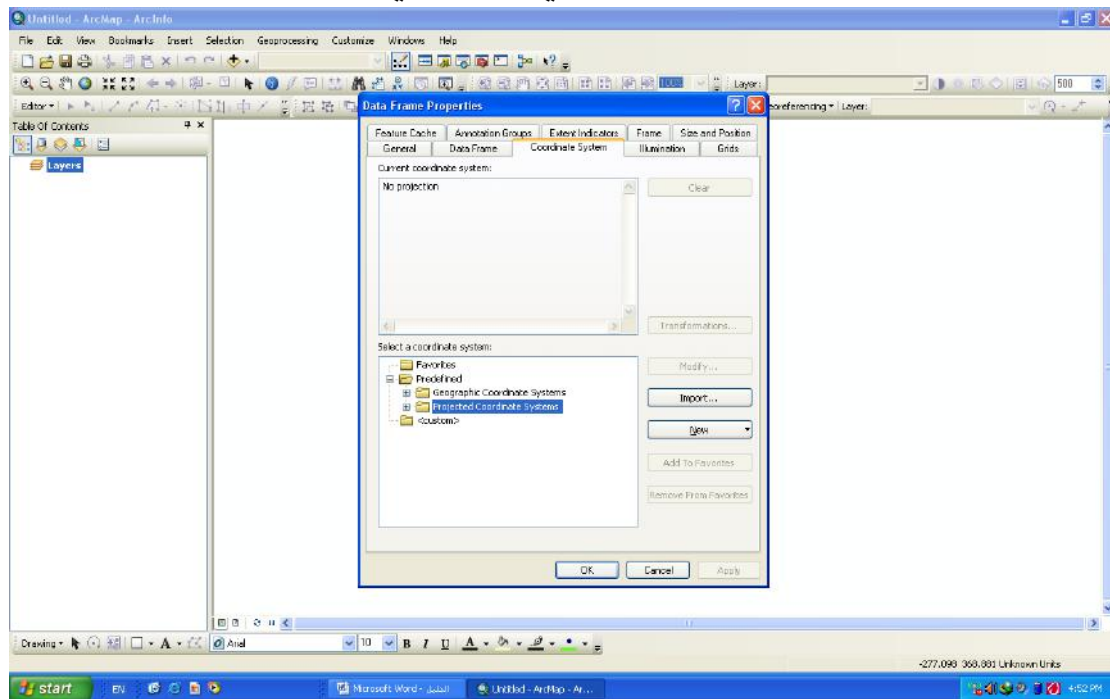 Untitled - ArcMap - ArcInfo
File Edit View Bookmarks Insert Selection Geoprocessing Customize Windows Help
100% Layer: 500
Editor Data Frame Properties Georeferencing Layer:
Table Of Contents
Layers
Feature Cache Annotation Groups Extent Indicators Frame Size and Position
General Data Frame Coordinate System Illumination Grids
Current coordinate system:
No projection
Clear
Transformations...
Select a coordinate system:
Favorites
Predefined
Geographic Coordinate Systems
Projected Coordinate Systems
<custom>
Modify...
Import...
New
Add To Favorites
Remove From Favorites
OK Cancel Apply
Drawing A Arial 10 B I U A
-277.098 368.881 Unknown Units
start EN Microsoft Word - الدليل Untitled - ArcMap - Ar... 4:52 PM